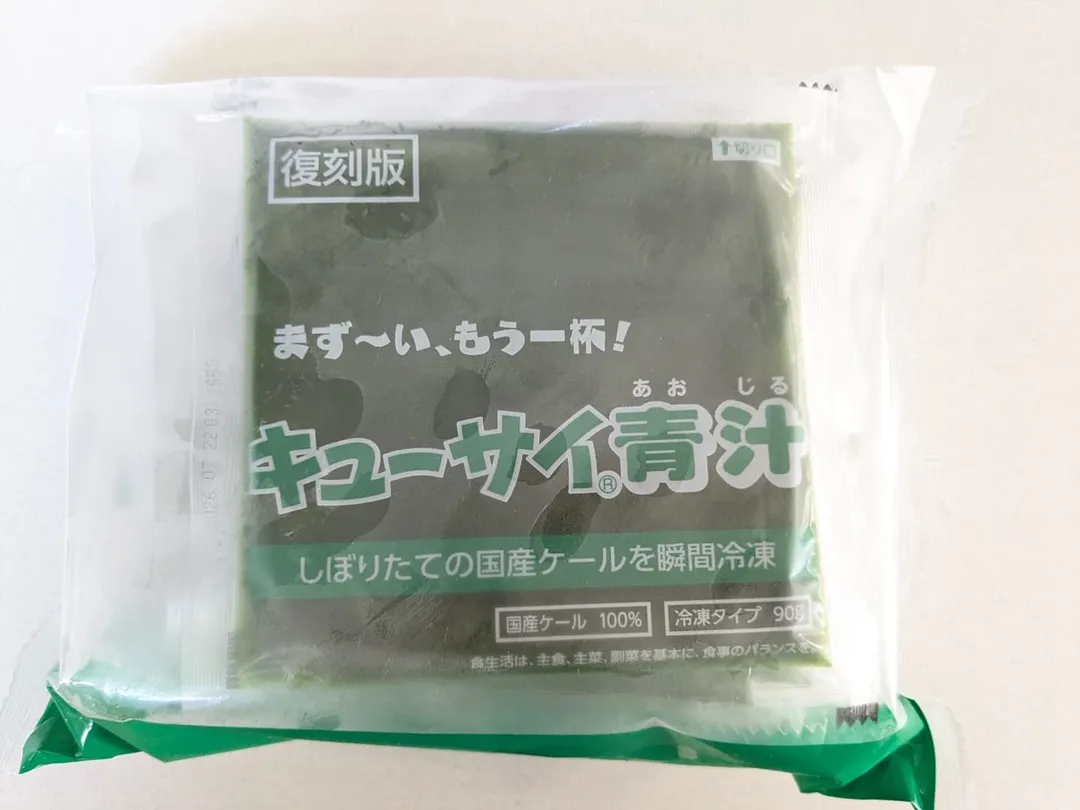 復刻版
↑切り口
まず〜い、もう一杯!
あお じる
キューサイ®青汁
しぼりたての国産ケールを瞬間冷凍
国産ケール 100%
冷凍タイプ 90g
食生活は、主食、主菜、副菜を基本に、食事のバランスを